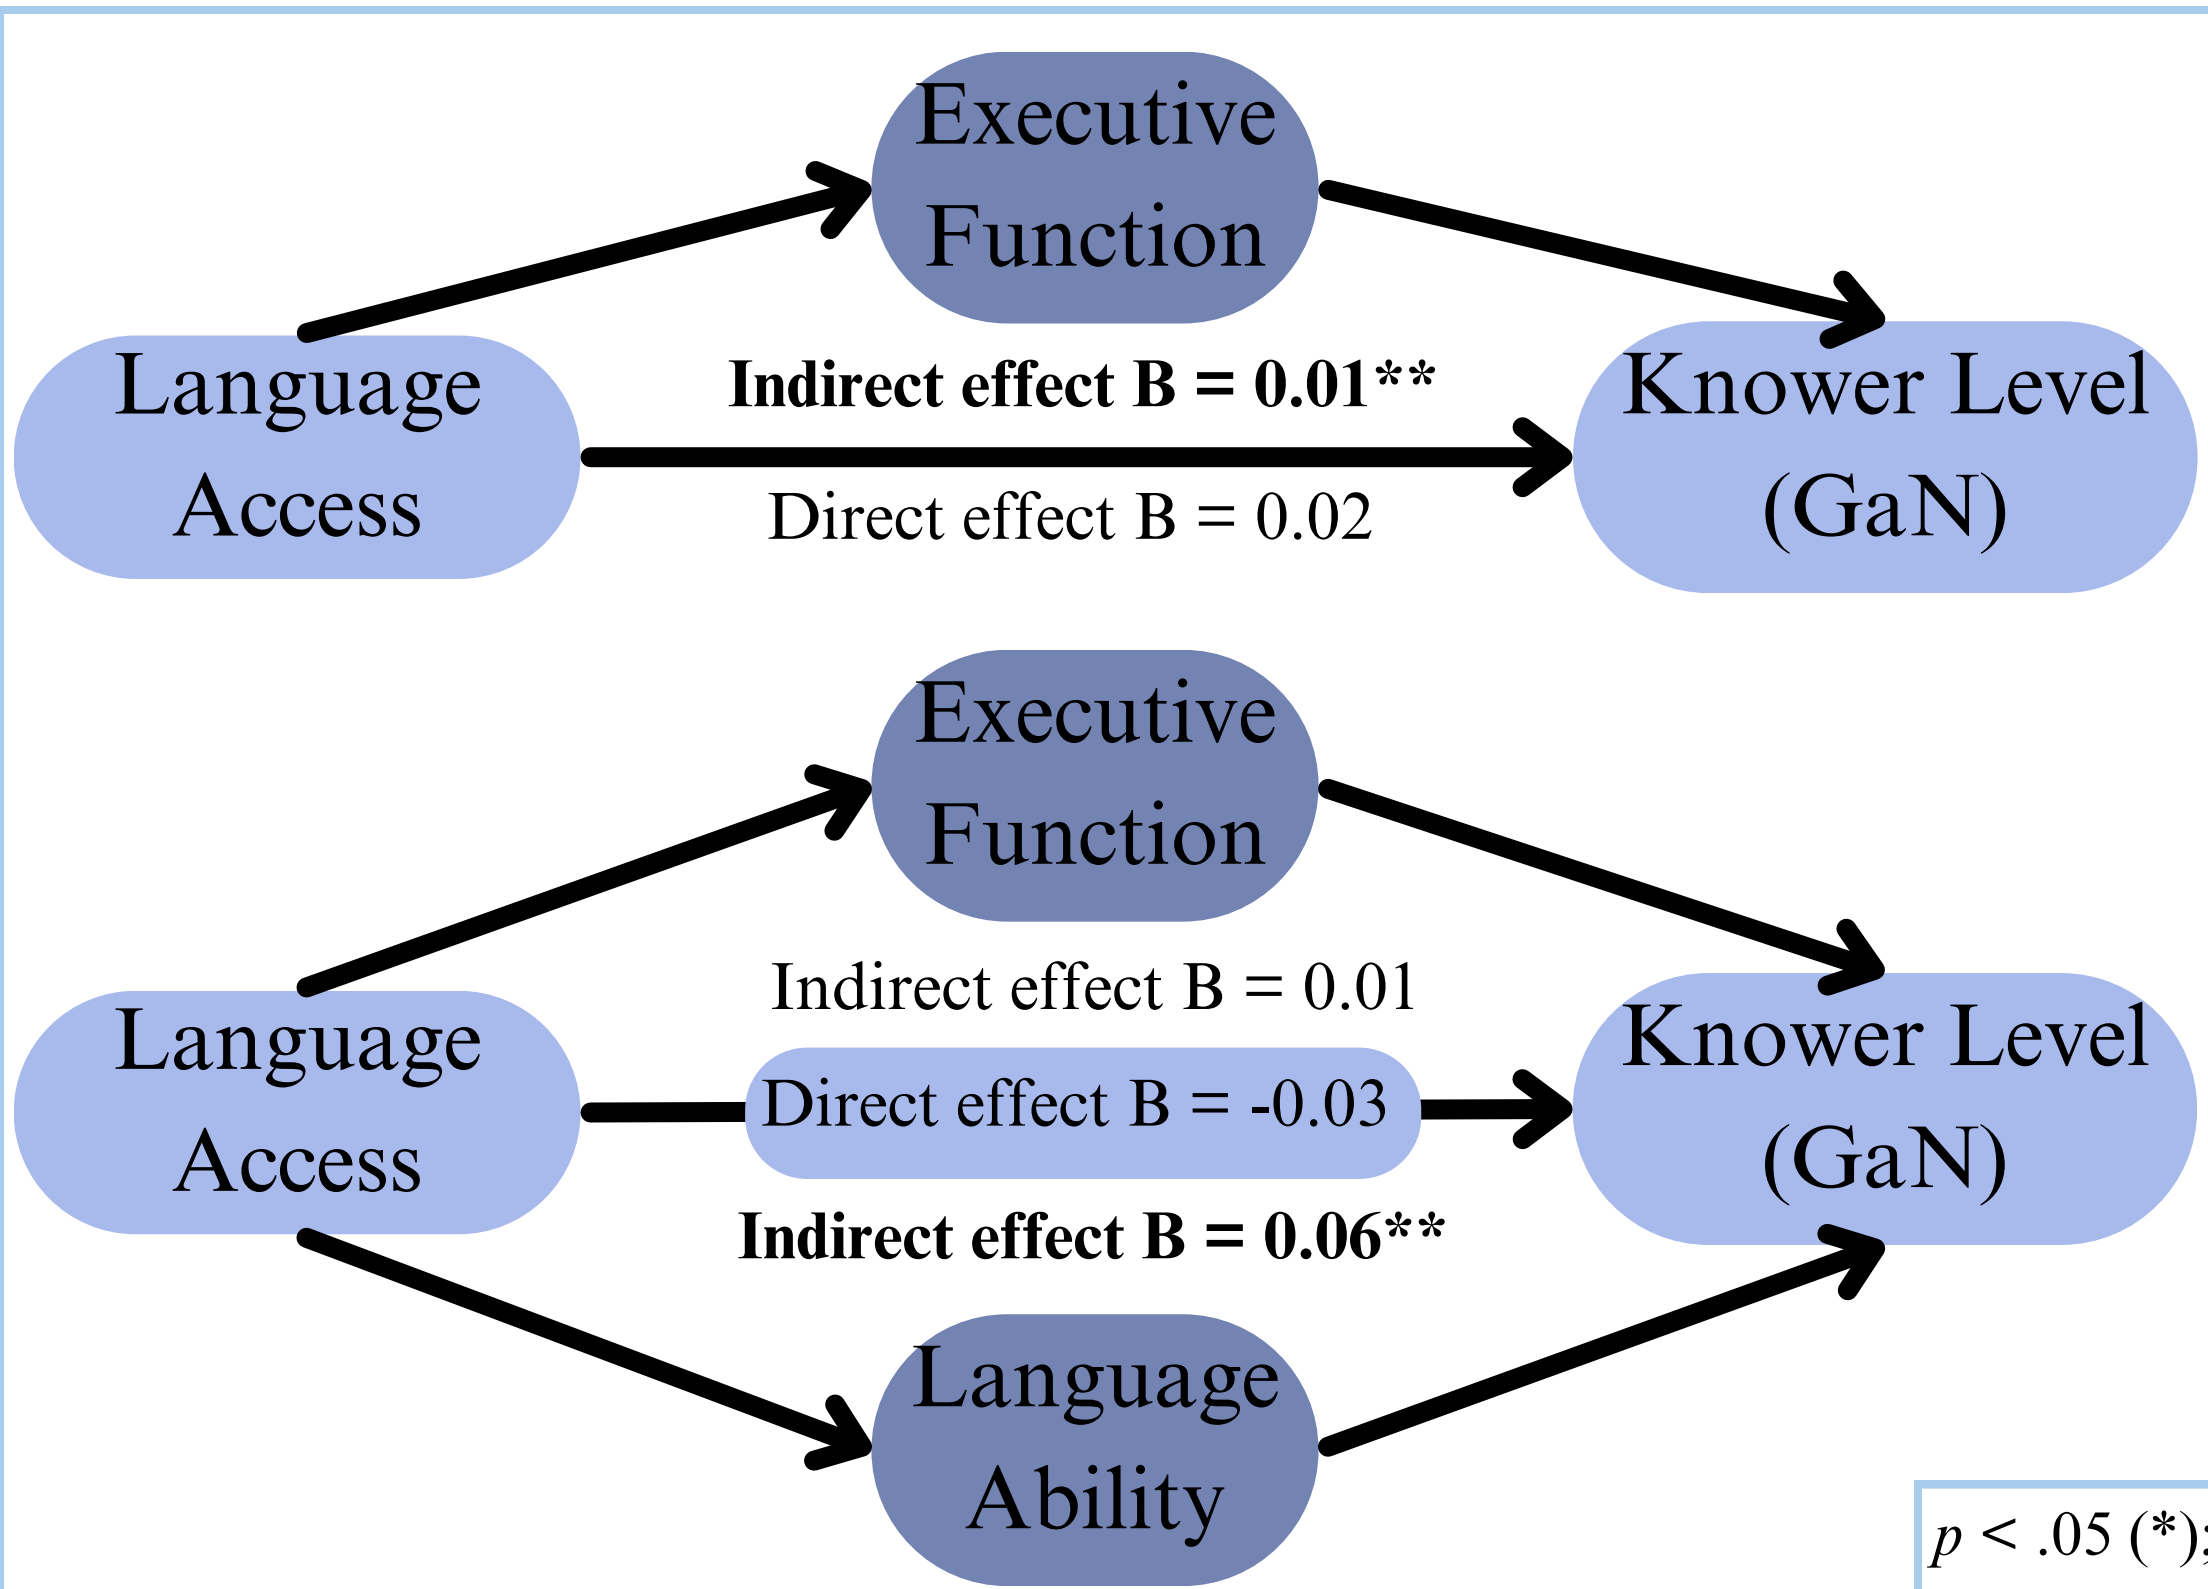 Executive
Function
Language
Access
Indirect effect B = 0.01**
Direct effect B = 0.02
Knower Level
(GaN)
Executive
Function
Language
Access
Indirect effect B = 0.01
Direct effect B = -0.03
Indirect effect B = 0.06**
Knower Level
(GaN)
Language
Ability
p < .05 (*);